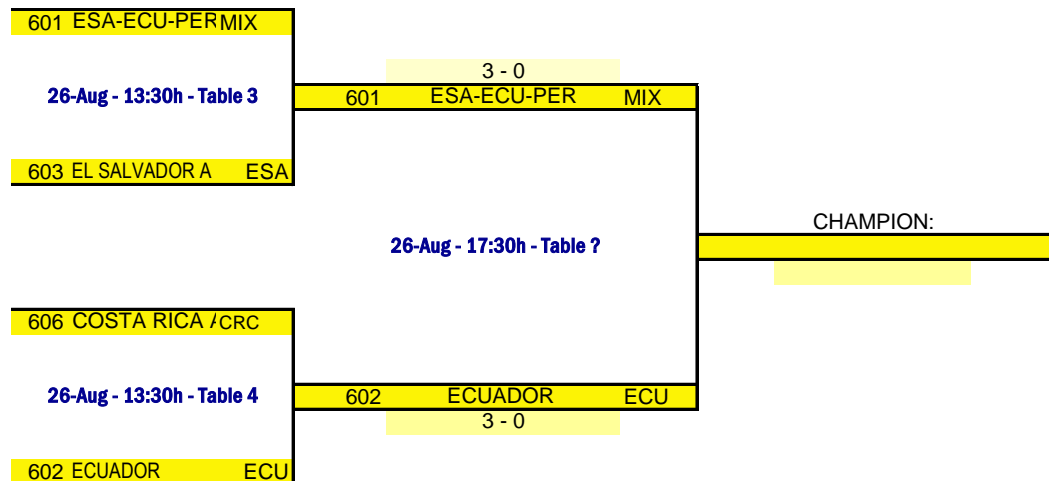 601 ESA-ECU-PER MIX
3 - 0
26-Aug - 13:30h - Table 3
601 ESA-ECU-PER MIX
603 EL SALVADOR A ESA
CHAMPION:
26-Aug - 17:30h - Table ?
606 COSTA RICA CRC
26-Aug - 13:30h - Table 4
602 ECUADOR ECU
3 - 0
602 ECUADOR ECU